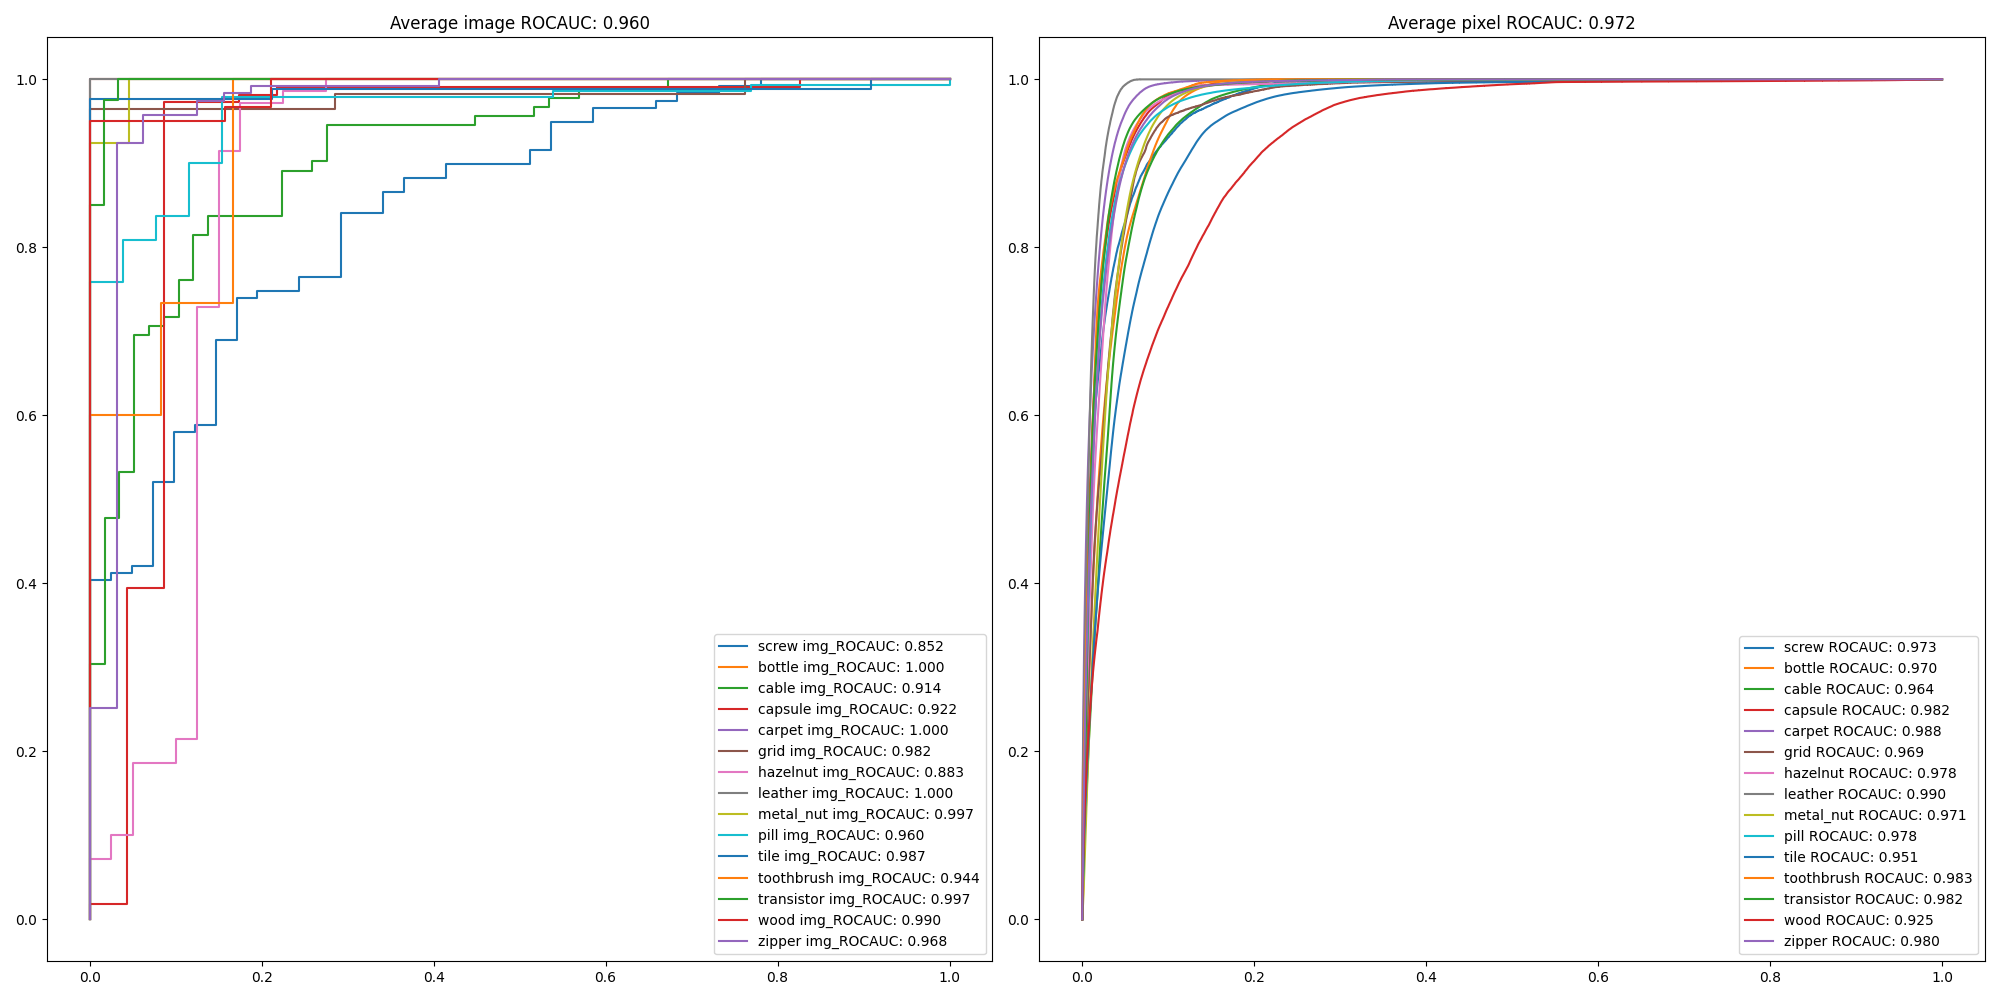 Average image ROCAUC: 0.960
1.0
0.8
0.6
0.4
0.2
0.0
0.0 0.2 0.4 0.6 0.8 1.0
screw img_ROCAUC: 0.852
bottle img_ROCAUC: 1.000
cable img_ROCAUC: 0.914
capsule img_ROCAUC: 0.922
carpet img_ROCAUC: 1.000
grid img_ROCAUC: 0.982
hazelnut img_ROCAUC: 0.883
leather img_ROCAUC: 1.000
metal_nut img_ROCAUC: 0.997
pill img_ROCAUC: 0.960
tile img_ROCAUC: 0.987
toothbrush img_ROCAUC: 0.944
transistor img_ROCAUC: 0.997
wood img_ROCAUC: 0.990
zipper img_ROCAUC: 0.968
Average pixel ROCAUC: 0.972
1.0
0.8
0.6
0.4
0.2
0.0
0.0 0.2 0.4 0.6 0.8 1.0
screw ROCAUC: 0.973
bottle ROCAUC: 0.970
cable ROCAUC: 0.964
capsule ROCAUC: 0.982
carpet ROCAUC: 0.988
grid ROCAUC: 0.969
hazelnut ROCAUC: 0.978
leather ROCAUC: 0.990
metal_nut ROCAUC: 0.971
pill ROCAUC: 0.978
tile ROCAUC: 0.951
toothbrush ROCAUC: 0.983
transistor ROCAUC: 0.982
wood ROCAUC: 0.925
zipper ROCAUC: 0.980